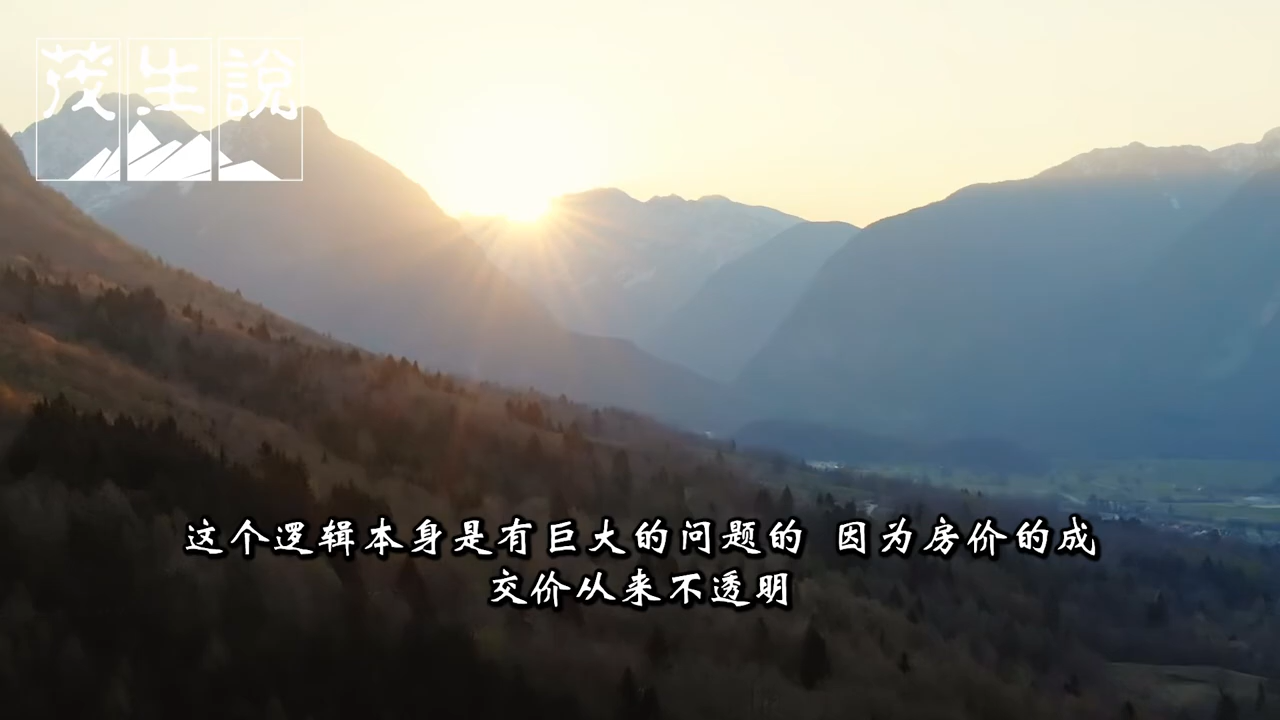 茂生說
这个逻辑本身是有巨大的问题的 因为房价的成
交价从来不透明